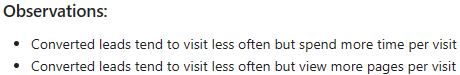 Observations:
• Converted leads tend to visit less often but spend more time per visit
• Converted leads tend to visit less often but view more pages per visit